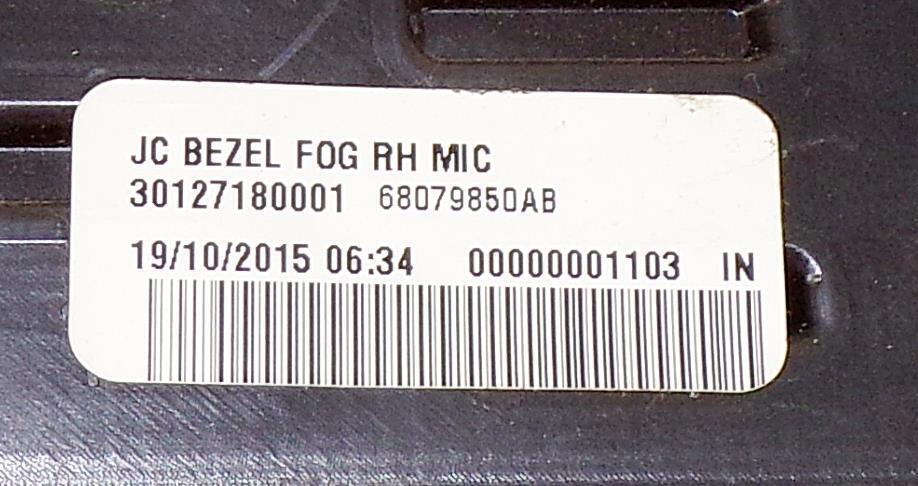 JC BEZEL FOG RH MIC
30127180001 68079850AB
19/10/2015 06:34 00000001103 IN